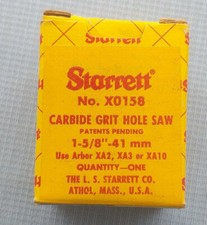 Starrett
Starrett
No. X0158
CARBIDE GRIT HOLE SAW
PATENTS PENDING
1-5/8"-41 mm
Use Arbor XA2, XA3 or XA10
QUANTITY—ONE
THE L. S. STARRETT CO.
ATHOL, MASS., U.S.A.